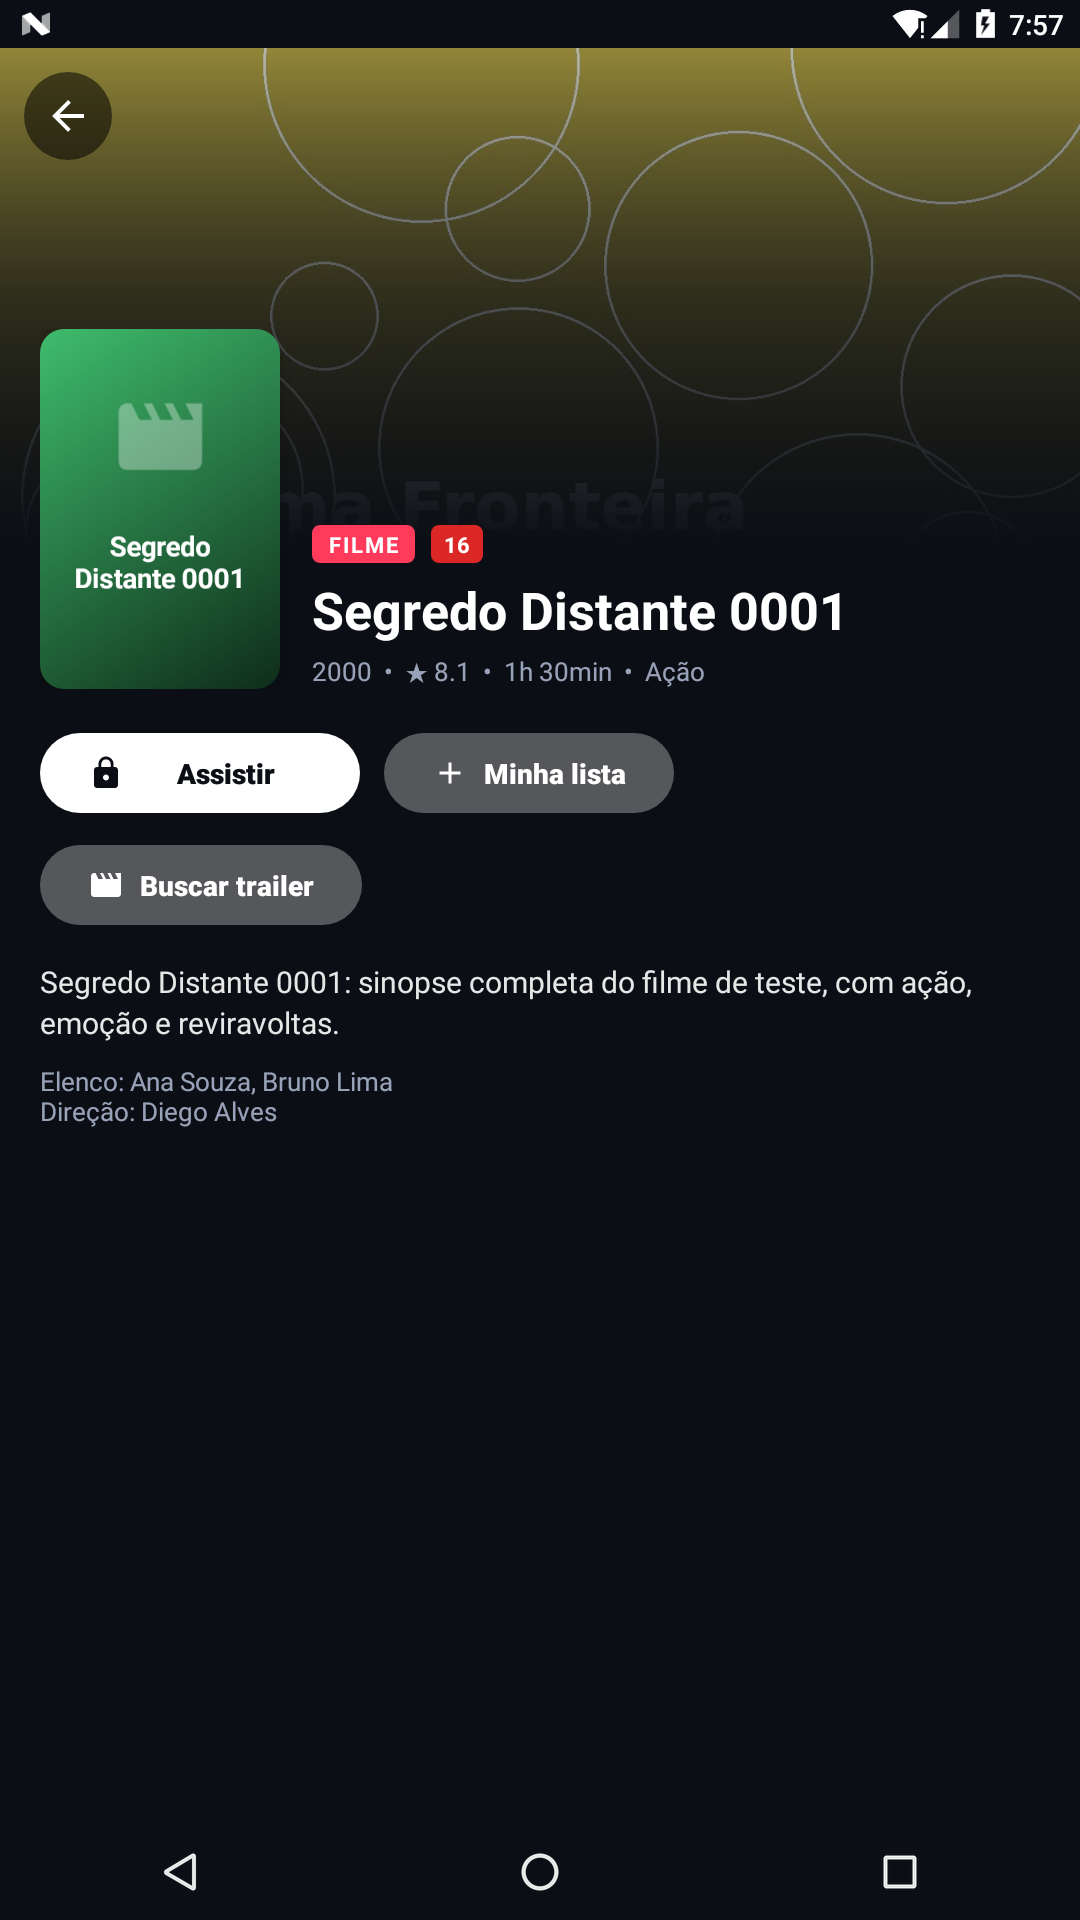 7:57
ma Fronteira
FILME 16
Segredo
Distante 0001
Segredo Distante 0001
2000 • ★ 8.1 • 1h 30min • Ação
Assistir
Minha lista
Buscar trailer
Segredo Distante 0001: sinopse completa do filme de teste, com ação,
emoção e reviravoltas.
Elenco: Ana Souza, Bruno Lima
Direção: Diego Alves